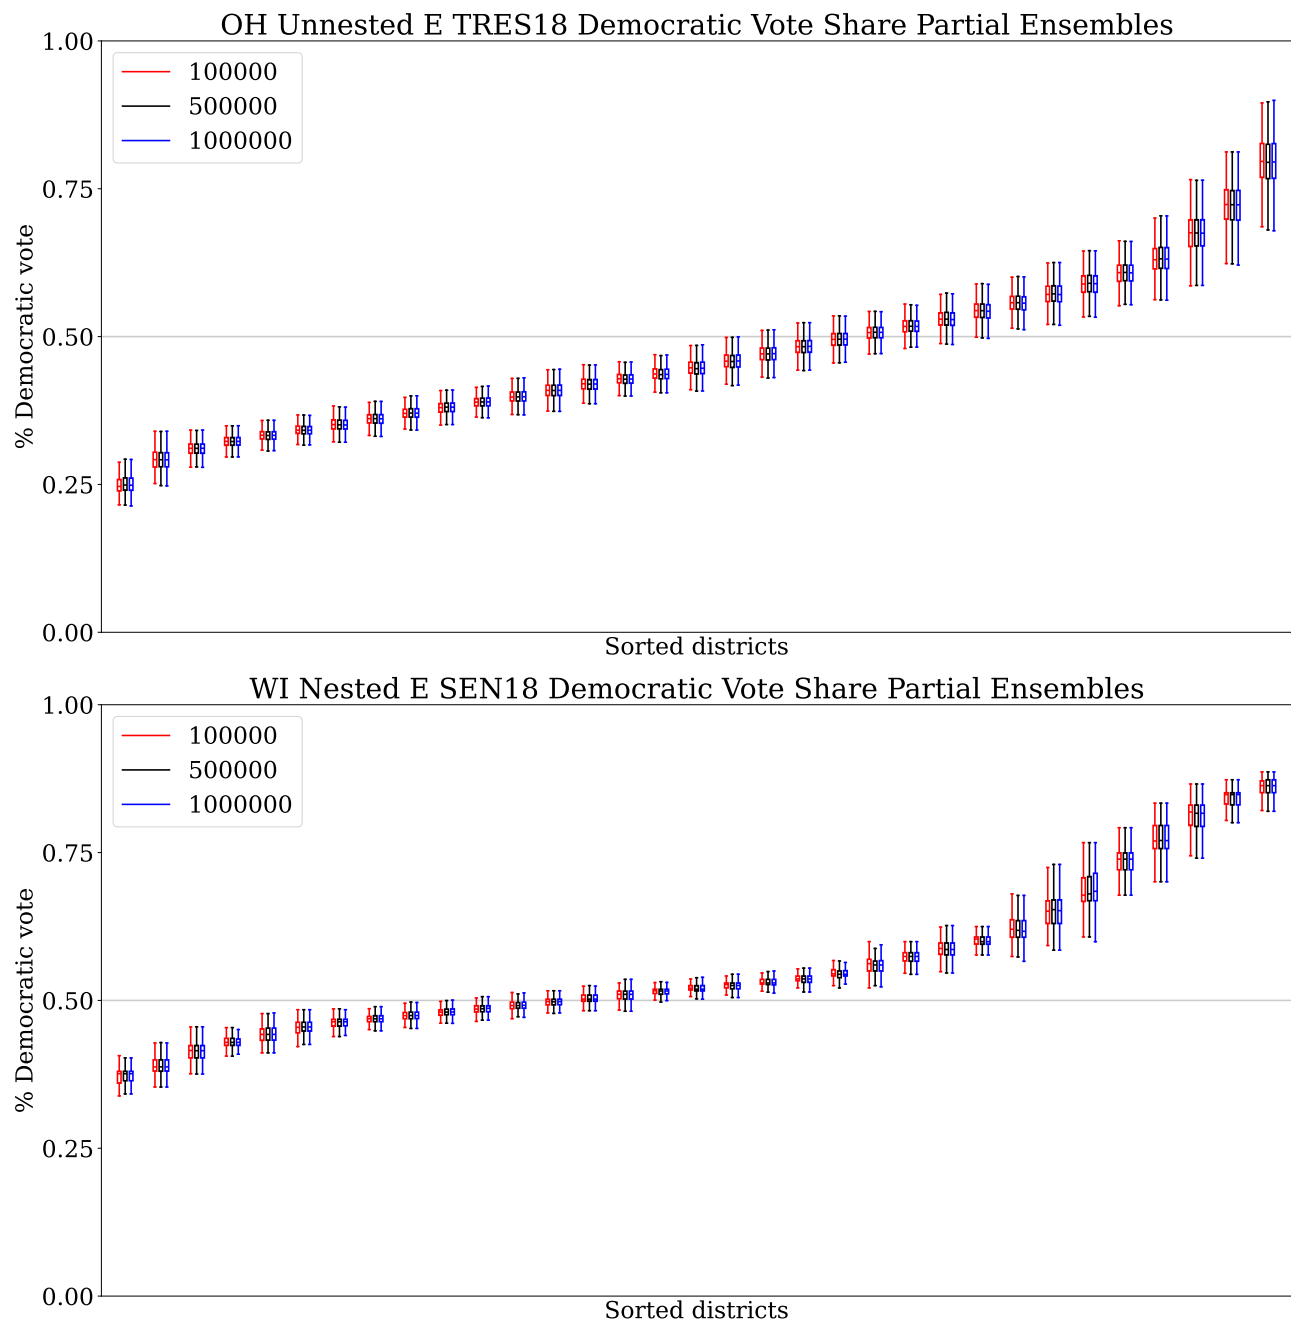 OH Unnested E TRES18 Democratic Vote Share Partial Ensembles
1.00
100000
500000
1000000
0.75
% Democratic vote
0.50
0.25
0.00
Sorted districts
WI Nested E SEN18 Democratic Vote Share Partial Ensembles
1.00
100000
500000
1000000
0.75
% Democratic vote
0.50
0.25
0.00
Sorted districts